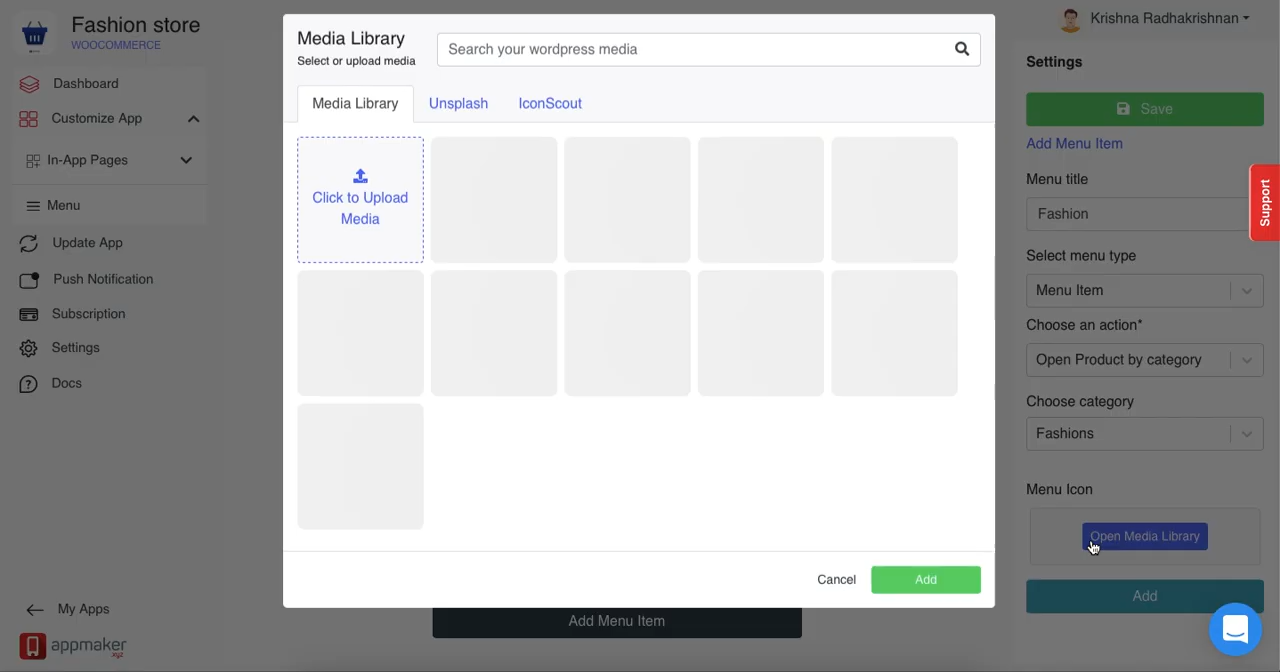 Fashion store
WOOCOMMERCE
Dashboard
Customize App
In-App Pages
Menu
Update App
Push Notification
Subscription
Settings
Docs
My Apps
appmaker
xyz
Media Library
Select or upload media
Search your wordpress media
Media Library
Unsplash
IconScout
Click to Upload
Media
Cancel
Add
Add Menu Item
Krishna Radhakrishnan
Settings
Save
Add Menu Item
Menu title
Fashion
Select menu type
Menu Item
Choose an action*
Open Product by category
Choose category
Fashions
Menu Icon
Open Media Library
Add
Support